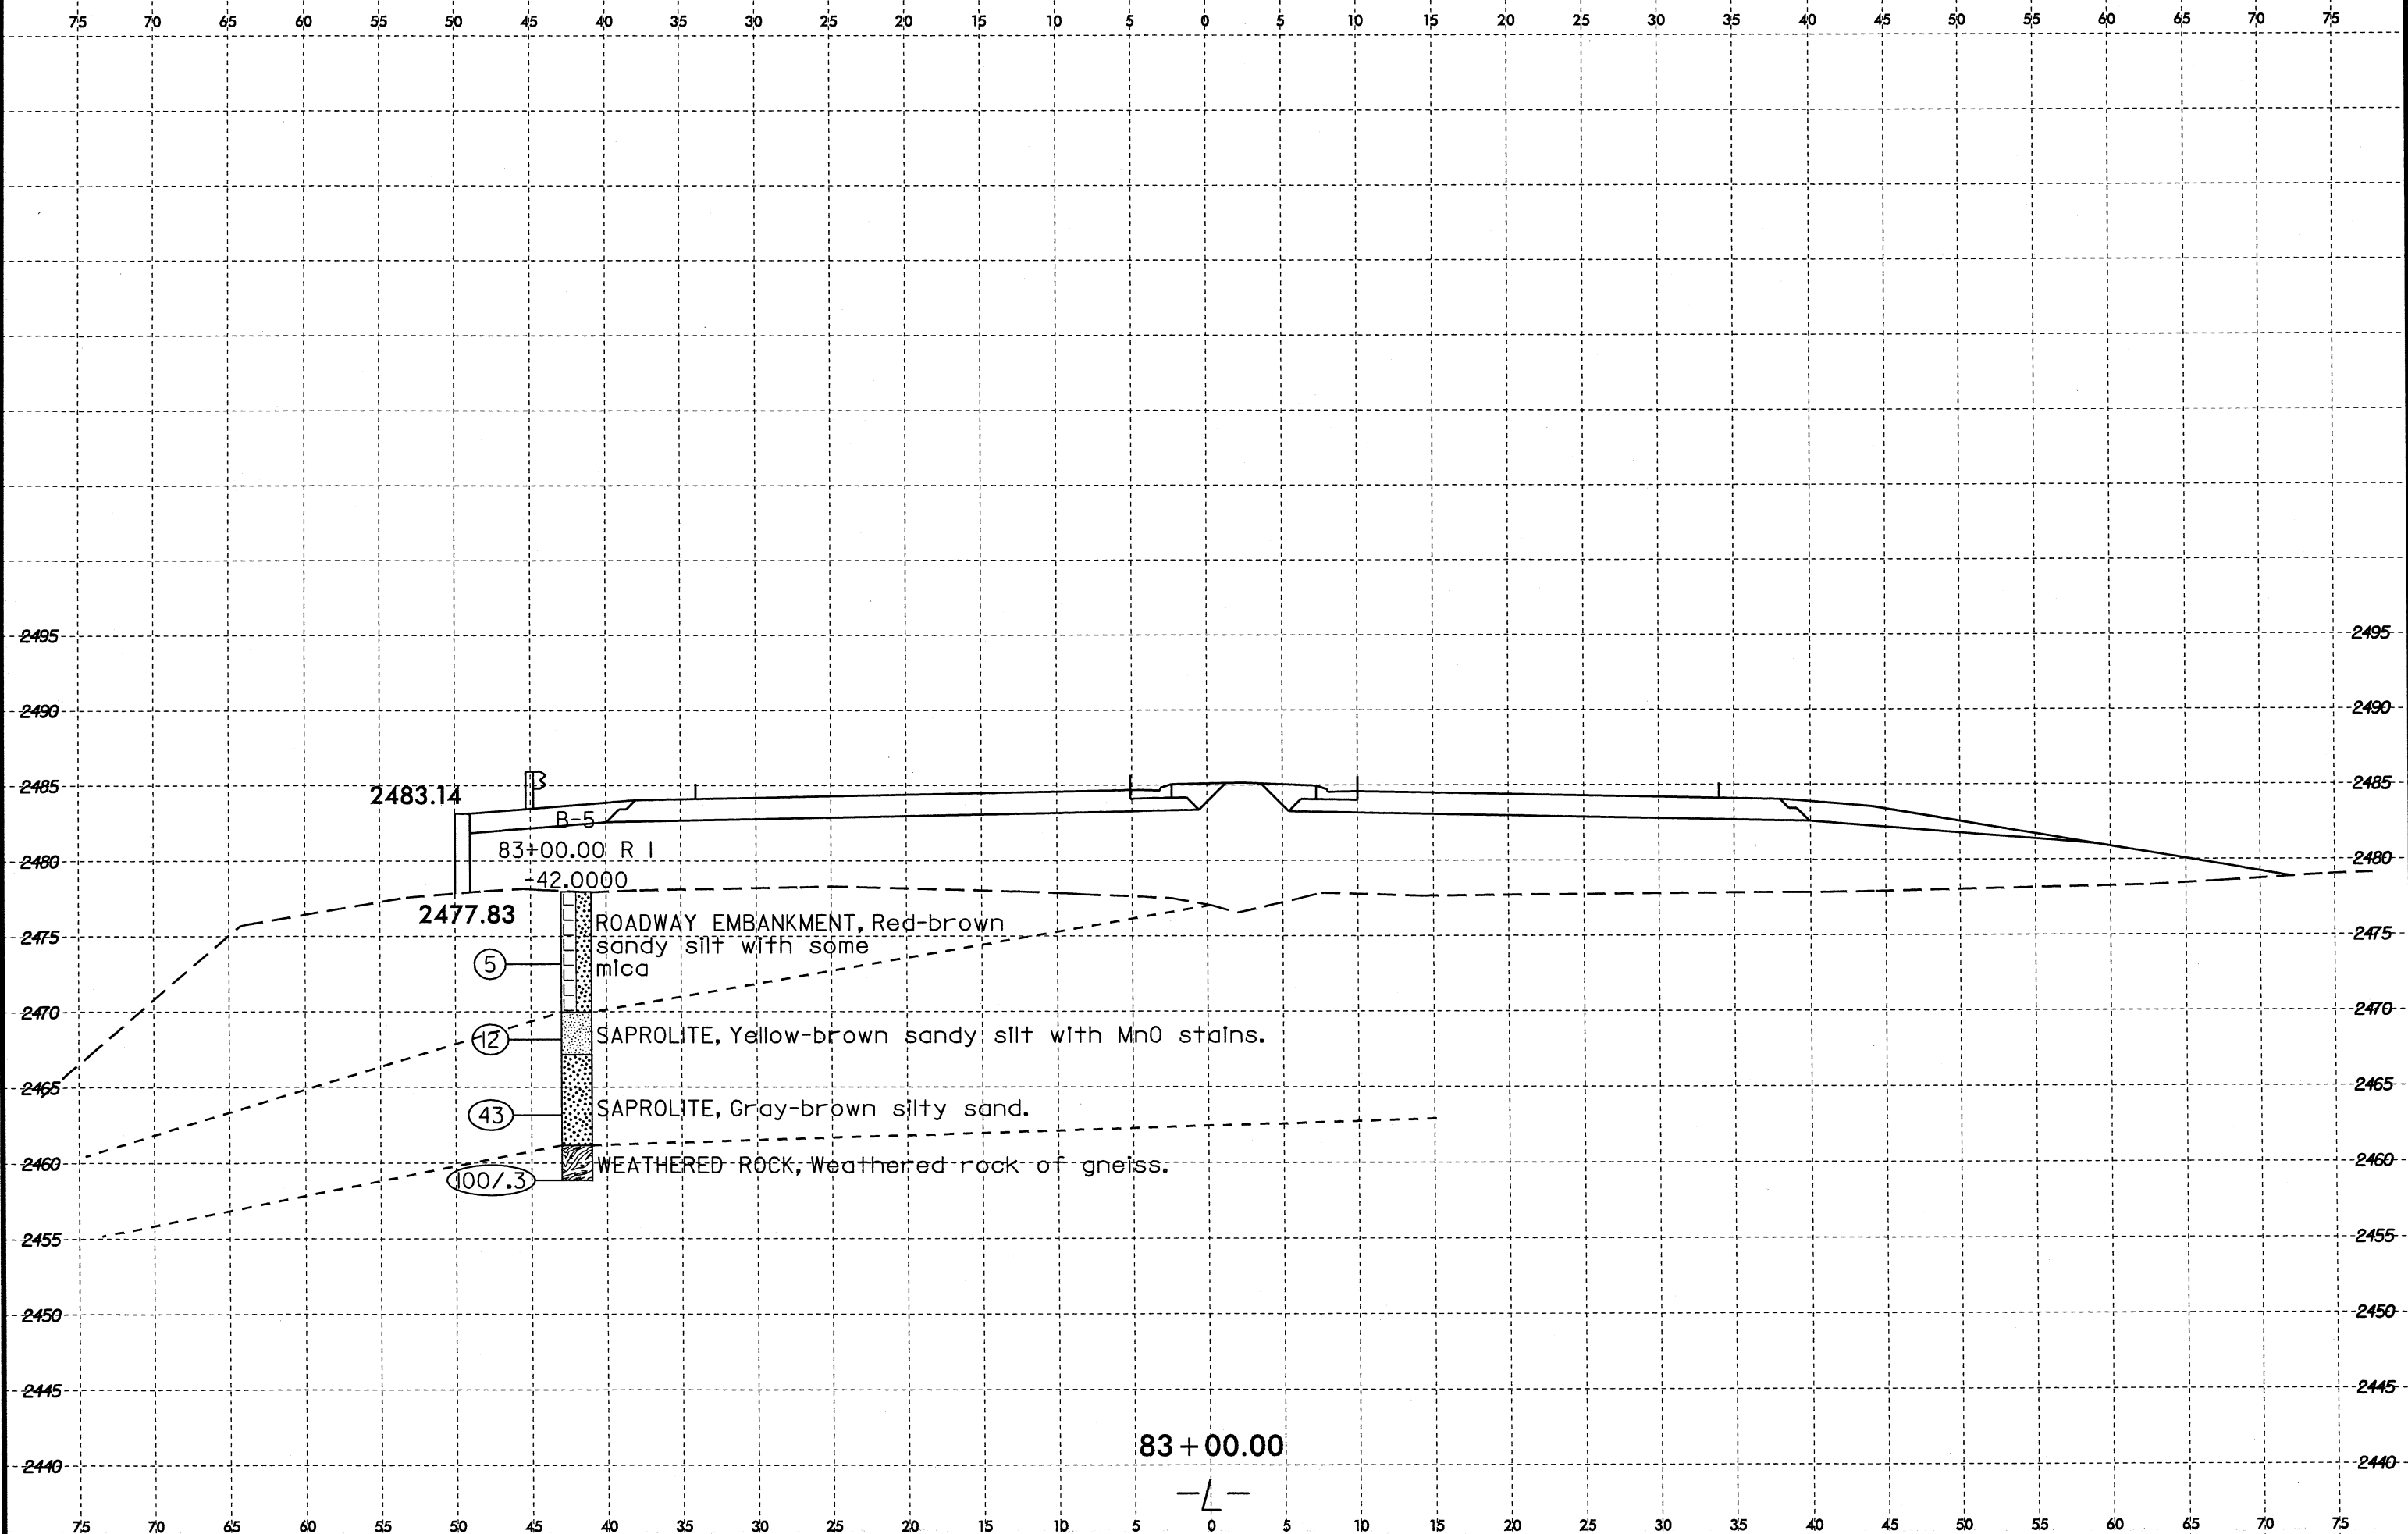 75 70 65 60 55 50 45 40 35 30 25 20 15 10 5 0 5 10 15 20 25 30 35 40 45 50 55 60 65 70 75
2495 2495
2490 2490
2485 2485
2483.14
B-5
83+00.00 R I
2480 2480
-42.0000
2477.83
ROADWAY EMBANKMENT, Red-brown
sandy silt with some
mica
2475 2475
5
2470 2470
12 SAPROLITE, Yellow-brown sandy silt with MnO stains.
2465 2465
43 SAPROLITE, Gray-brown silty sand.
2460 2460
WEATHERED ROCK, Weathered rock of gneiss.
100/.3
2455 2455
2450 2450
2445 2445
83+00.00
2440 2440
-L-
75 70 65 60 55 50 45 40 35 30 25 20 15 10 5 0 5 10 15 20 25 30 35 40 45 50 55 60 65 70 75